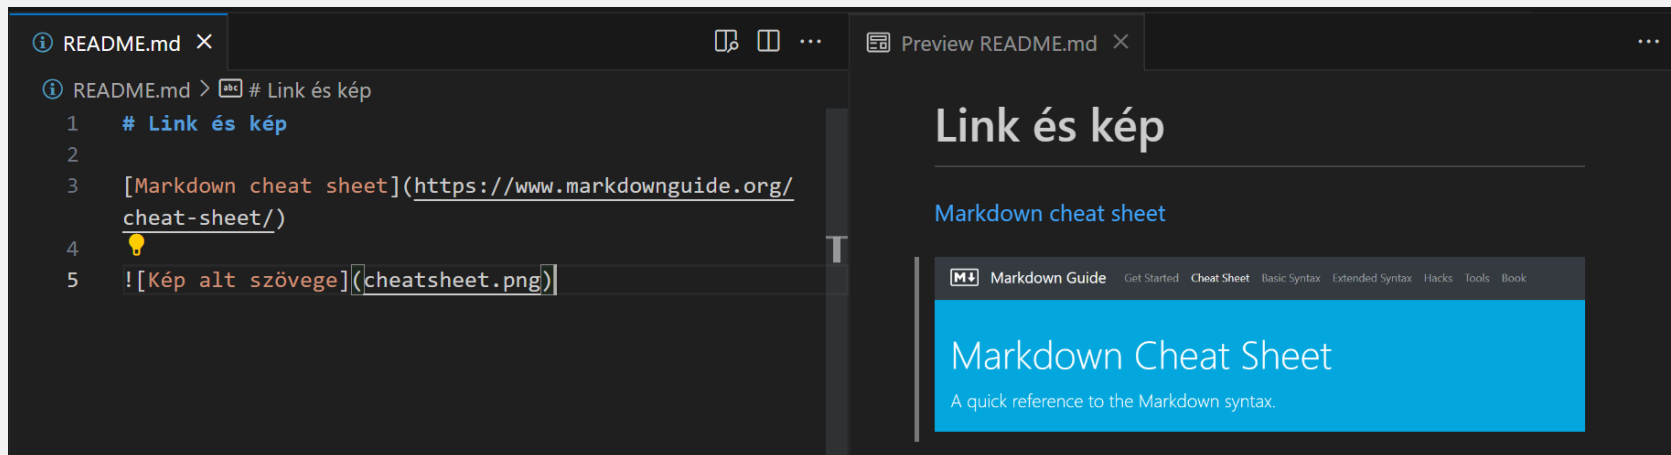 README.md
README.md > # Link és kép
1 # Link és kép
2
3 [Markdown cheat sheet](https://www.markdownguide.org/
cheat-sheet/)
4
5 ![Kép alt szövege](cheatsheet.png)
Preview README.md
Link és kép
Markdown cheat sheet
Markdown Guide Get Started Cheat Sheet Basic Syntax Extended Syntax Hacks Tools Book
Markdown Cheat Sheet
A quick reference to the Markdown syntax.